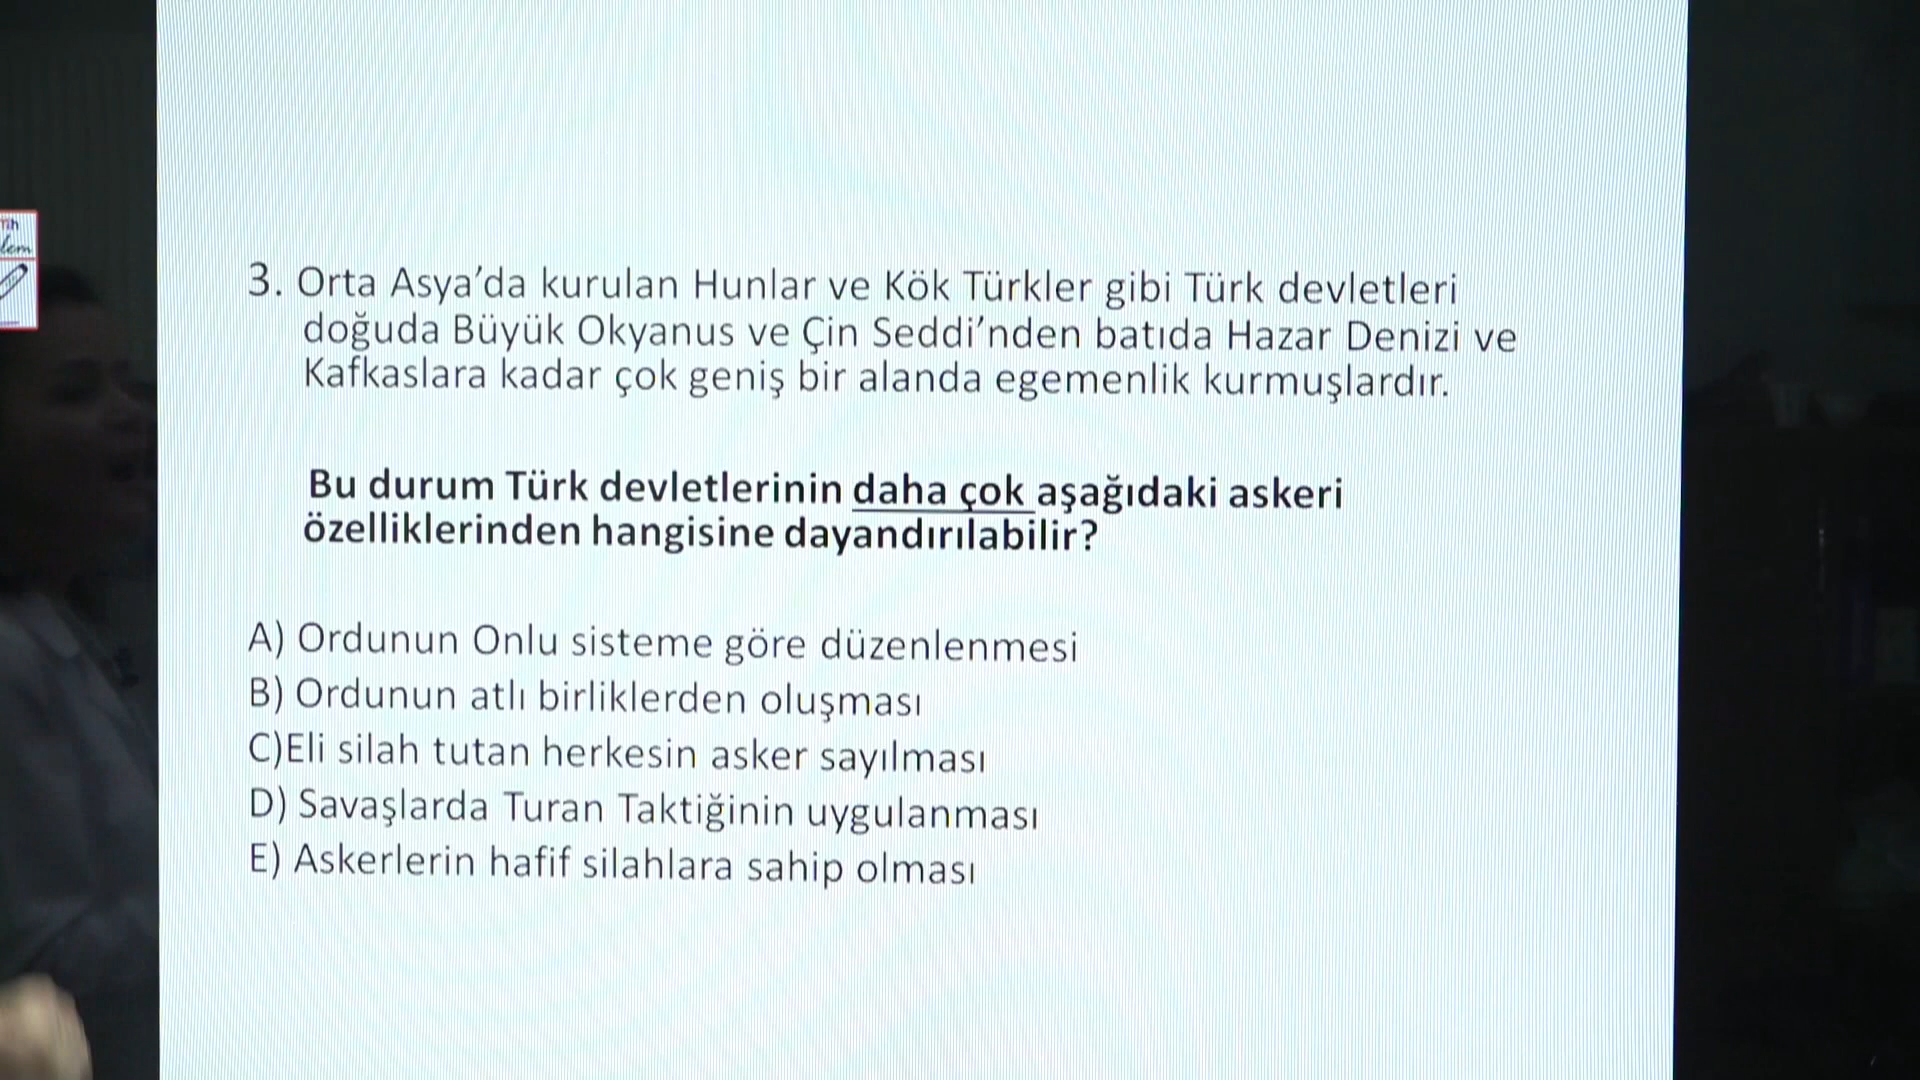 3. Orta Asya’da kurulan Hunlar ve Kök Türkler gibi Türk devletleri
doğuda Büyük Okyanus ve Çin Seddi’nden batıda Hazar Denizi ve
Kafkaslara kadar çok geniş bir alanda egemenlik kurmuşlardır.
Bu durum Türk devletlerinin daha çok aşağıdaki askeri
özelliklerinden hangisine dayandırılabilir?
A) Ordunun Onlu sisteme göre düzenlenmesi
B) Ordunun atlı birliklerden oluşması
C)Eli silah tutan herkesin asker sayılması
D) Savaşlarda Turan Taktiğinin uygulanması
E) Askerlerin hafif silahlara sahip olması